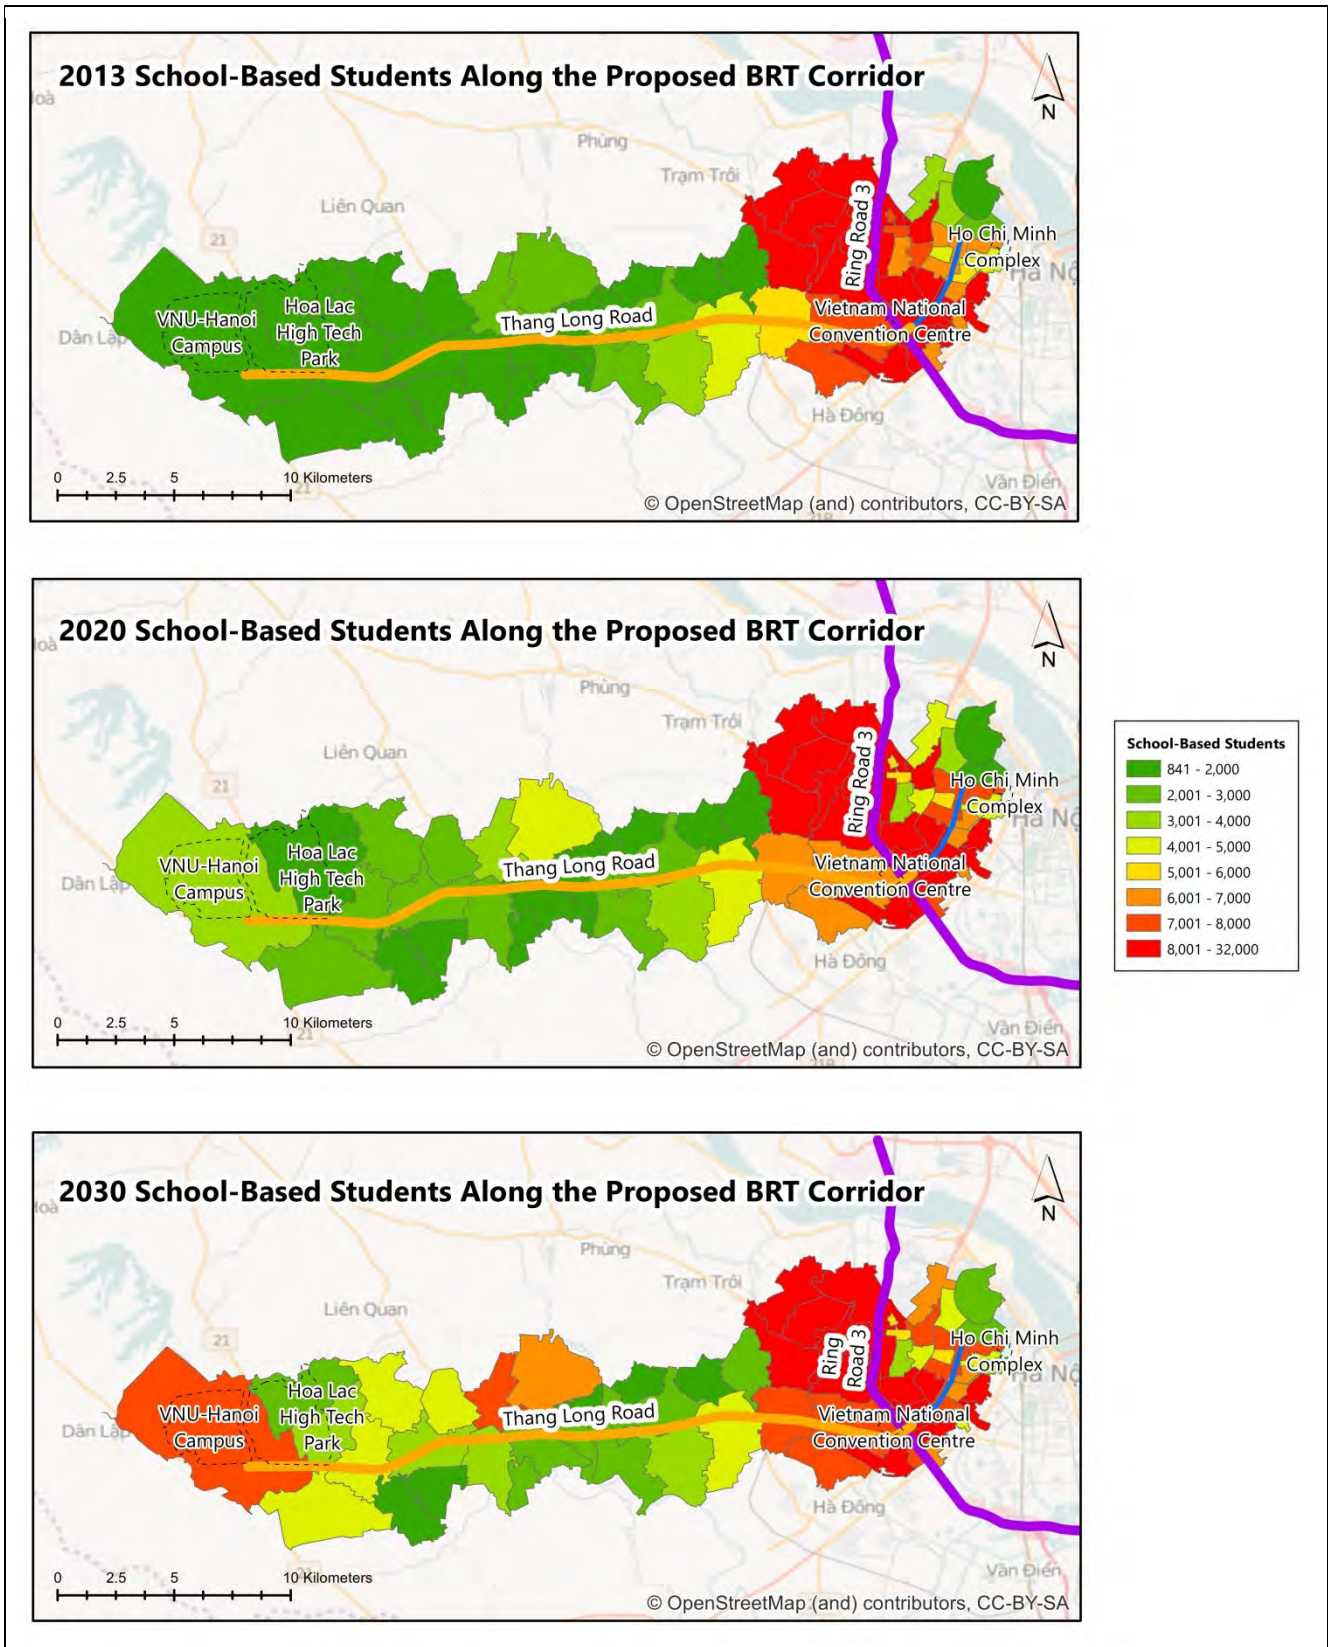 2013 School-Based Students Along the Proposed BRT Corridor
N
Phùng
Trạm Trôi
Liên Quan
21
Ring Road 3
Ho Chi Minh
Complex
VNU-Hanoi
Campus
Hoa Lac
High Tech
Park
Thang Long Road
Vietnam National
Convention Centre
Dân Lập
Hà Đông
Văn Điển
0 2.5 5 10 Kilometers
21
© OpenStreetMap (and) contributors, CC-BY-SA
2020 School-Based Students Along the Proposed BRT Corridor
N
Phùng
Trạm Trôi
Liên Quan
21
Ring Road 3
Ho Chi Minh
Complex
VNU-Hanoi
Campus
Hoa Lac
High Tech
Park
Thang Long Road
Vietnam National
Convention Centre
Dân Lập
Hà Đông
Văn Điển
0 2.5 5 10 Kilometers
21
© OpenStreetMap (and) contributors, CC-BY-SA
School-Based Students
841 - 2,000
2,001 - 3,000
3,001 - 4,000
4,001 - 5,000
5,001 - 6,000
6,001 - 7,000
7,001 - 8,000
8,001 - 32,000
2030 School-Based Students Along the Proposed BRT Corridor
N
Phùng
Trạm Trôi
Liên Quan
21
Ring
Road 3
Ho Chi Minh
Complex
VNU-Hanoi
Campus
Hoa Lac
High Tech
Park
Thang Long Road
Vietnam National
Convention Centre
Dân Lập
Hà Đông
Văn Điển
0 2.5 5 10 Kilometers
© OpenStreetMap (and) contributors, CC-BY-SA